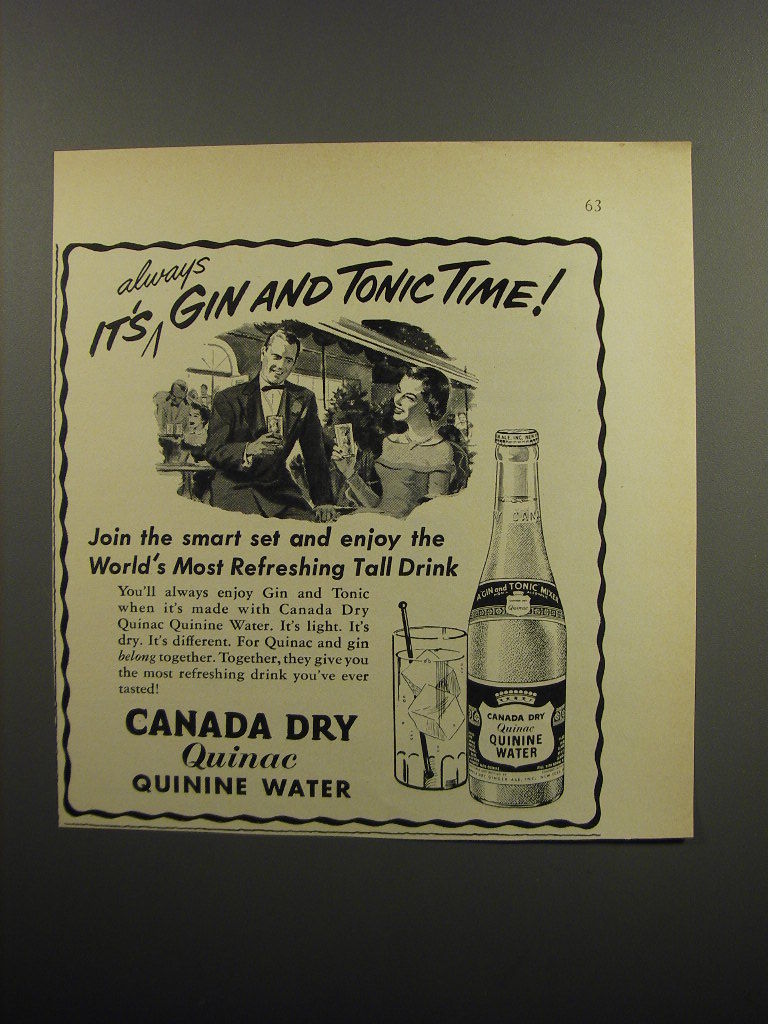 63
always
IT'S GIN AND TONIC TIME!
Join the smart set and enjoy the
World's Most Refreshing Tall Drink
You'll always enjoy Gin and Tonic
when it's made with Canada Dry
Quinac Quinine Water. It's light. It's
dry. It's different. For Quinac and gin
belong together. Together, they give you
the most refreshing drink you've ever
tasted!
CANADA DRY
Quinac
QUININE WATER
A GIN and TONIC MIXER
Quinac
CANADA DRY
Quinac
QUININE
WATER